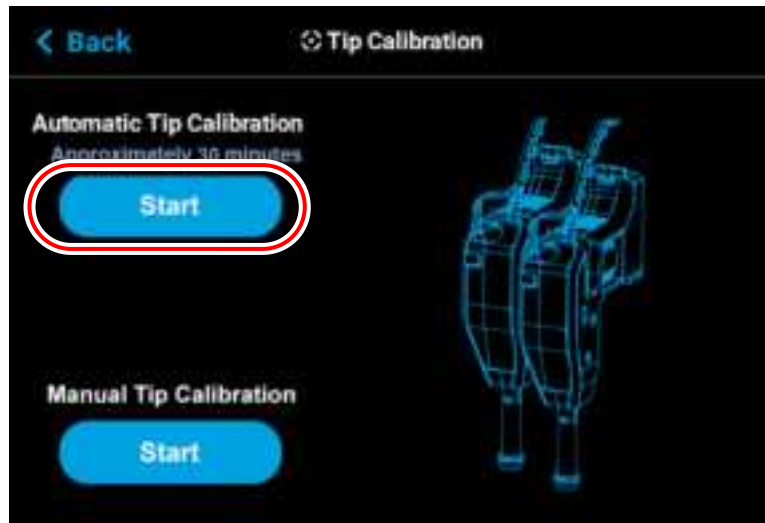 Back
Tip Calibration
Automatic Tip Calibration
Approximately 30 minutes
Start
Manual Tip Calibration
Start